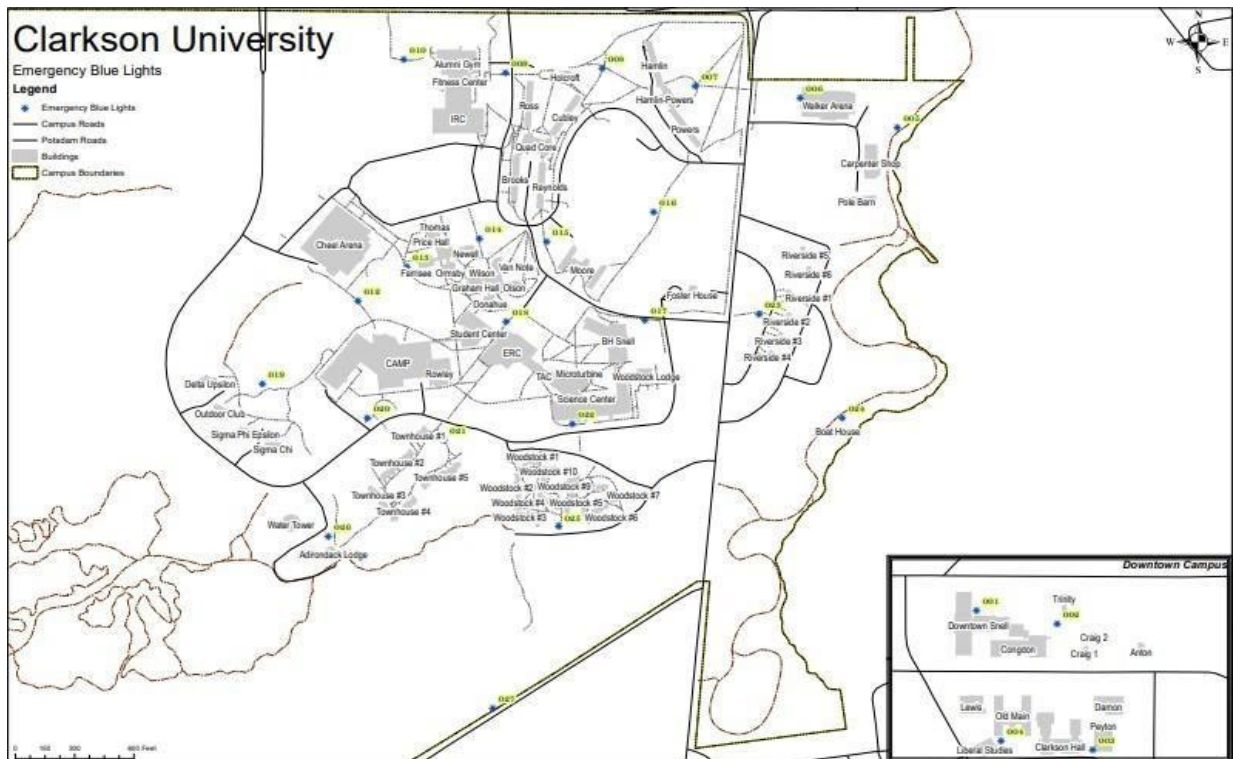 Clarkson University
Emergency Blue Lights
Legend
Emergency Blue Lights
Campus Roads
Potsdam Roads
Buildings
Campus Boundaries
N
W E
S
010
Alumni Gym
Fitness Center
IRC
008
Holcroft
009
Hamlin
007
Hamlin-Powers
Powers
Ross
Cubley
Quad Core
Brooks
Reynolds
006
Walker Arena
005
Carpenter Shop
Pole Barn
016
Cheel Arena
Thomas
Price Hall
013
Farrisee
014
Newell
Ormsby
Wilson
Van Note
Graham Hall
Olson
Donahue
015
Moore
Riverside #5
Riverside #6
Riverside #1
Foster House
023
Riverside #2
Riverside #3
Riverside #4
012
018
017
Student Center
ERC
BH Snell
CAMP
Rowley
TAC
Microturbine
Woodstock Lodge
Science Center
022
019
Delta Upsilon
Outdoor Club
Sigma Phi Epsilon
Sigma Chi
020
021
024
Boat House
Townhouse #1
Townhouse #2
Townhouse #5
Townhouse #3
Townhouse #4
Woodstock #1
Woodstock #10
Woodstock #2
Woodstock #9
Woodstock #7
Woodstock #4
Woodstock #5
Woodstock #3
025
Woodstock #6
Water Tower
026
Adirondack Lodge
027
0 150 300 600 Feet
Downtown Campus
001
Trinity
002
Downtown Snell
Congdon
Craig 2
Craig 1
Anton
Lewis
Old Main
Damon
004
Peyton
Liberal Studies
Clarkson Hall
003